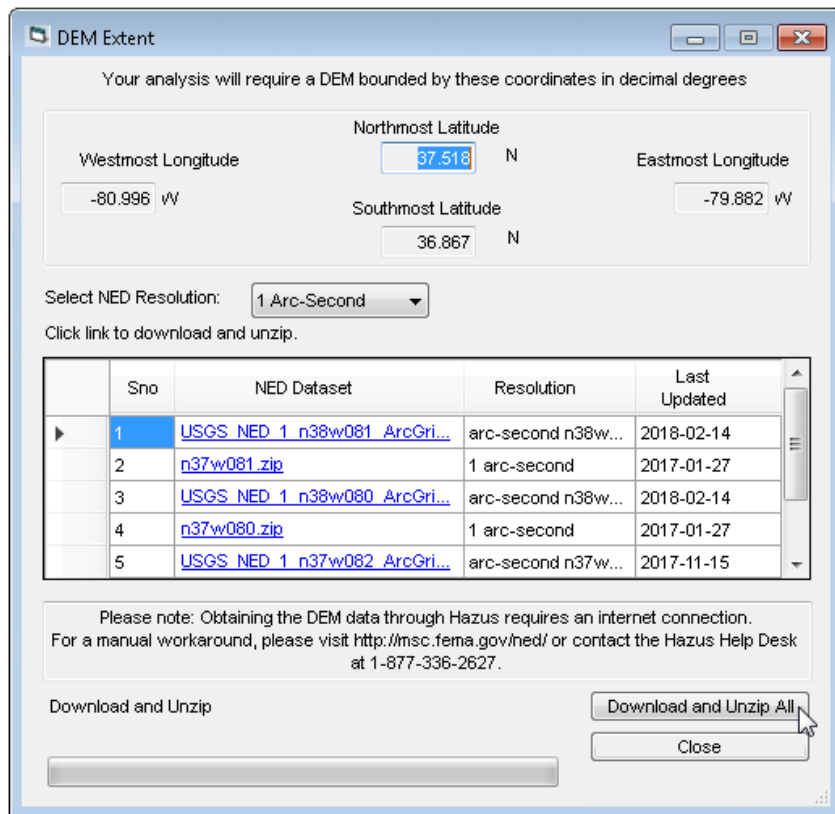 DEM Extent
Your analysis will require a DEM bounded by these coordinates in decimal degrees
Northmost Latitude
37.518 N
Westmost Longitude
-80.996 W
Eastmost Longitude
-79.882 W
Southmost Latitude
36.867 N
Select NED Resolution: 1 Arc-Second
Click link to download and unzip.
Sno NED Dataset Resolution Last Updated
1 USGS_NED_1_n38w081_ArcGri... arc-second n38w... 2018-02-14
2 n37w081.zip 1 arc-second 2017-01-27
3 USGS_NED_1_n38w080_ArcGri... arc-second n38w... 2018-02-14
4 n37w080.zip 1 arc-second 2017-01-27
5 USGS_NED_1_n37w082_ArcGri... arc-second n37w... 2017-11-15
Please note: Obtaining the DEM data through Hazus requires an internet connection.
For a manual workaround, please visit http://msc.fema.gov/ned/ or contact the Hazus Help Desk
at 1-877-336-2627.
Download and Unzip
Download and Unzip All
Close